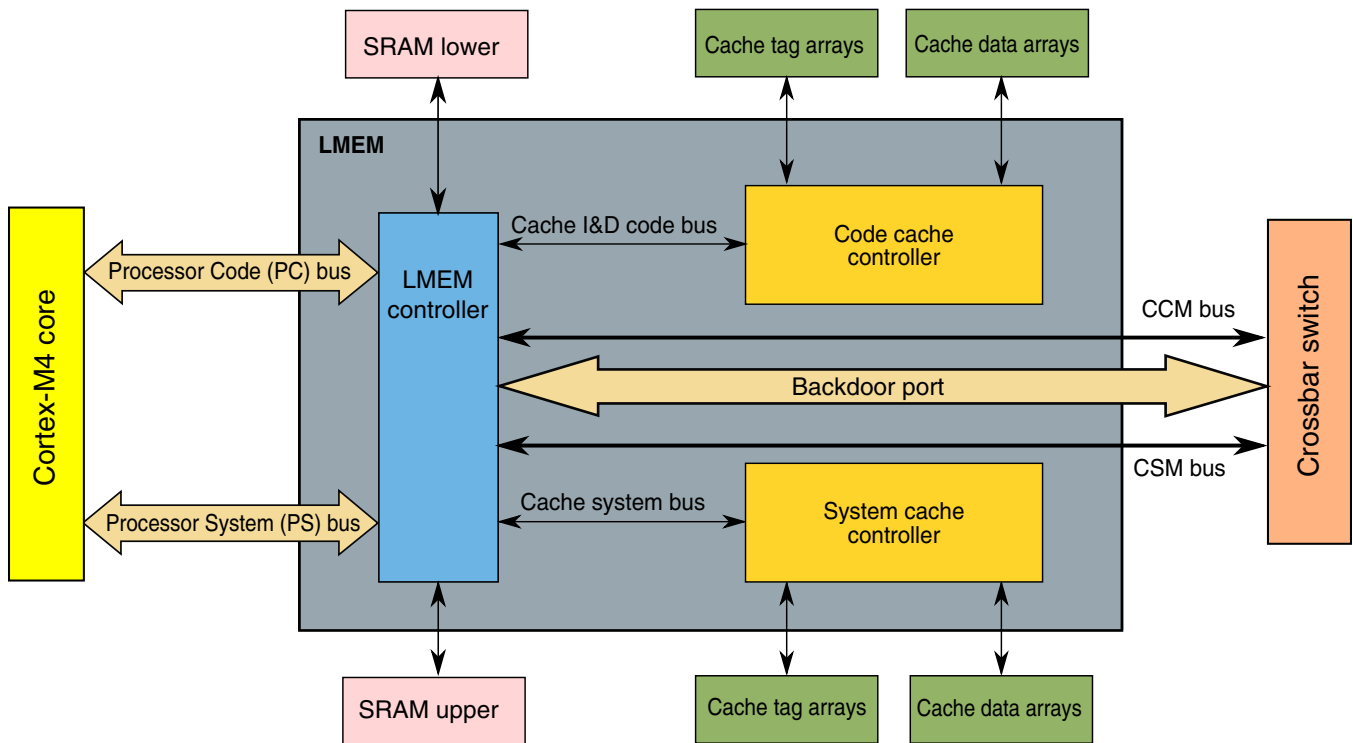 SRAM lower
Cache tag arrays
Cache data arrays
LMEM
Cortex-M4 core
Processor Code (PC) bus
LMEM
controller
Cache I&D code bus
Code cache
controller
CCM bus
Backdoor port
Crossbar switch
CSM bus
Processor System (PS) bus
Cache system bus
System cache
controller
SRAM upper
Cache tag arrays
Cache data arrays